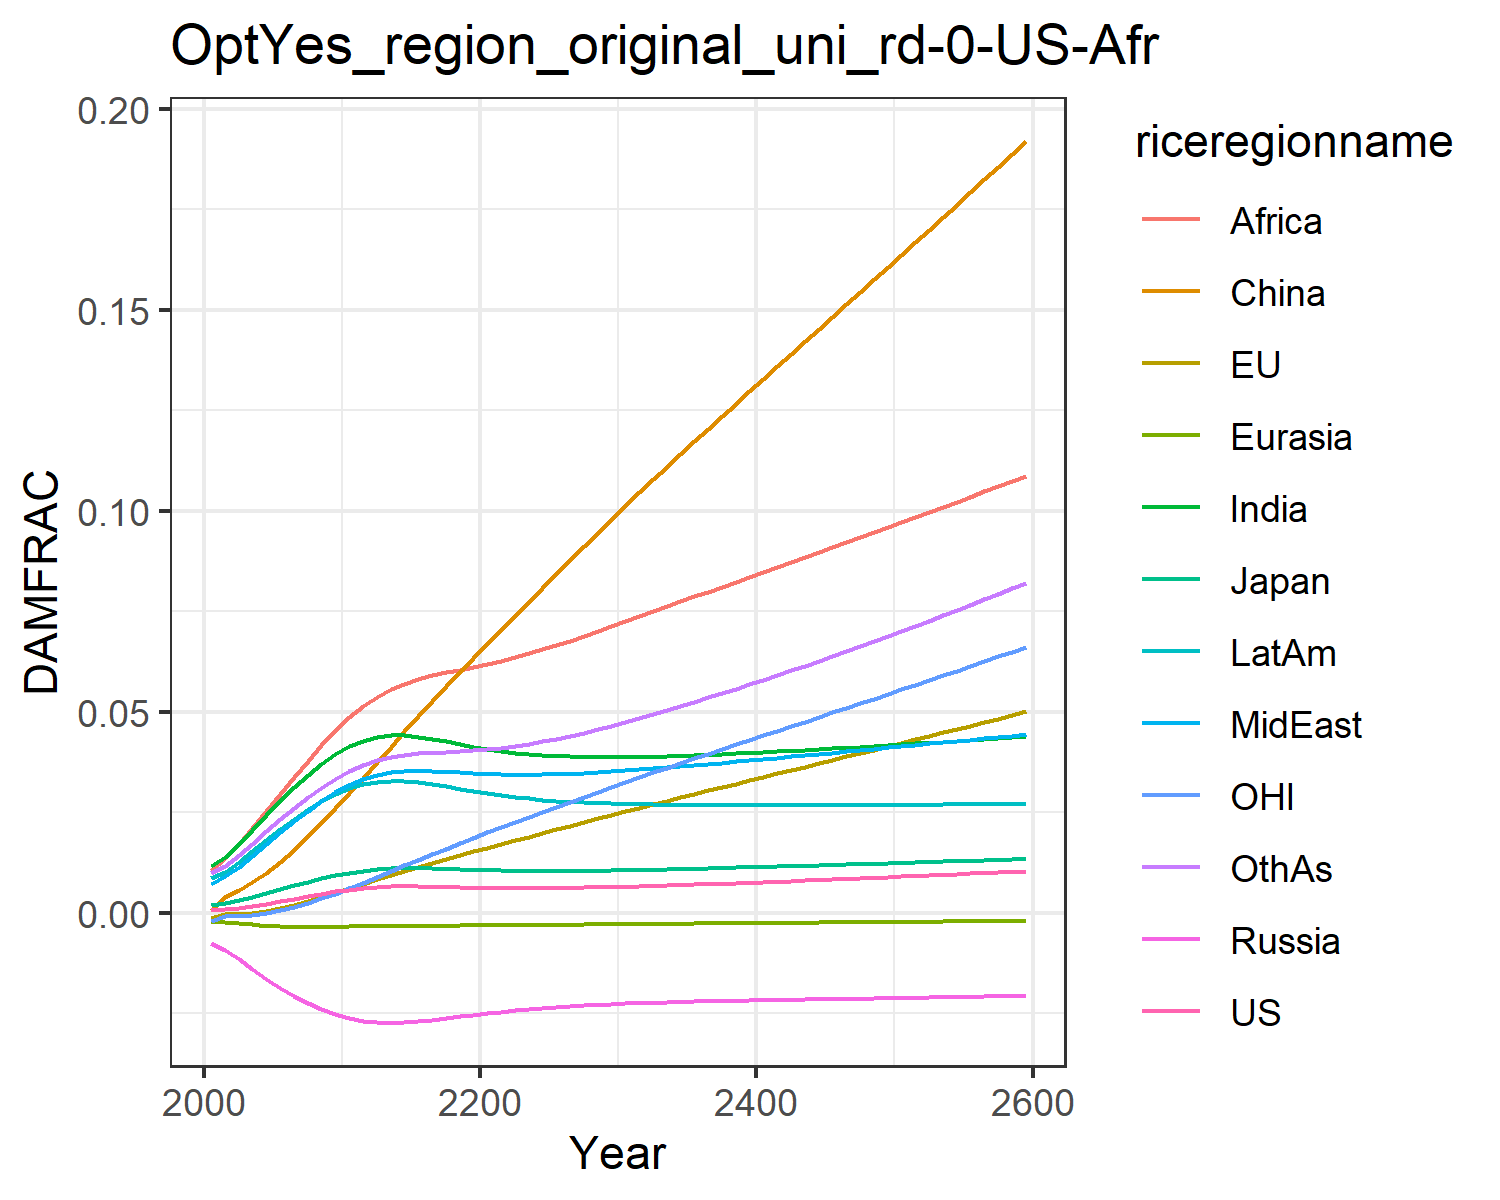 OptYes_region_original_uni_rd-0-US-Afr
0.20
0.15
0.10
0.05
0.00
DAMFRAC
2000 2200 2400 2600
Year
riceregionname
Africa
China
EU
Eurasia
India
Japan
LatAm
MidEast
OHI
OthAs
Russia
US